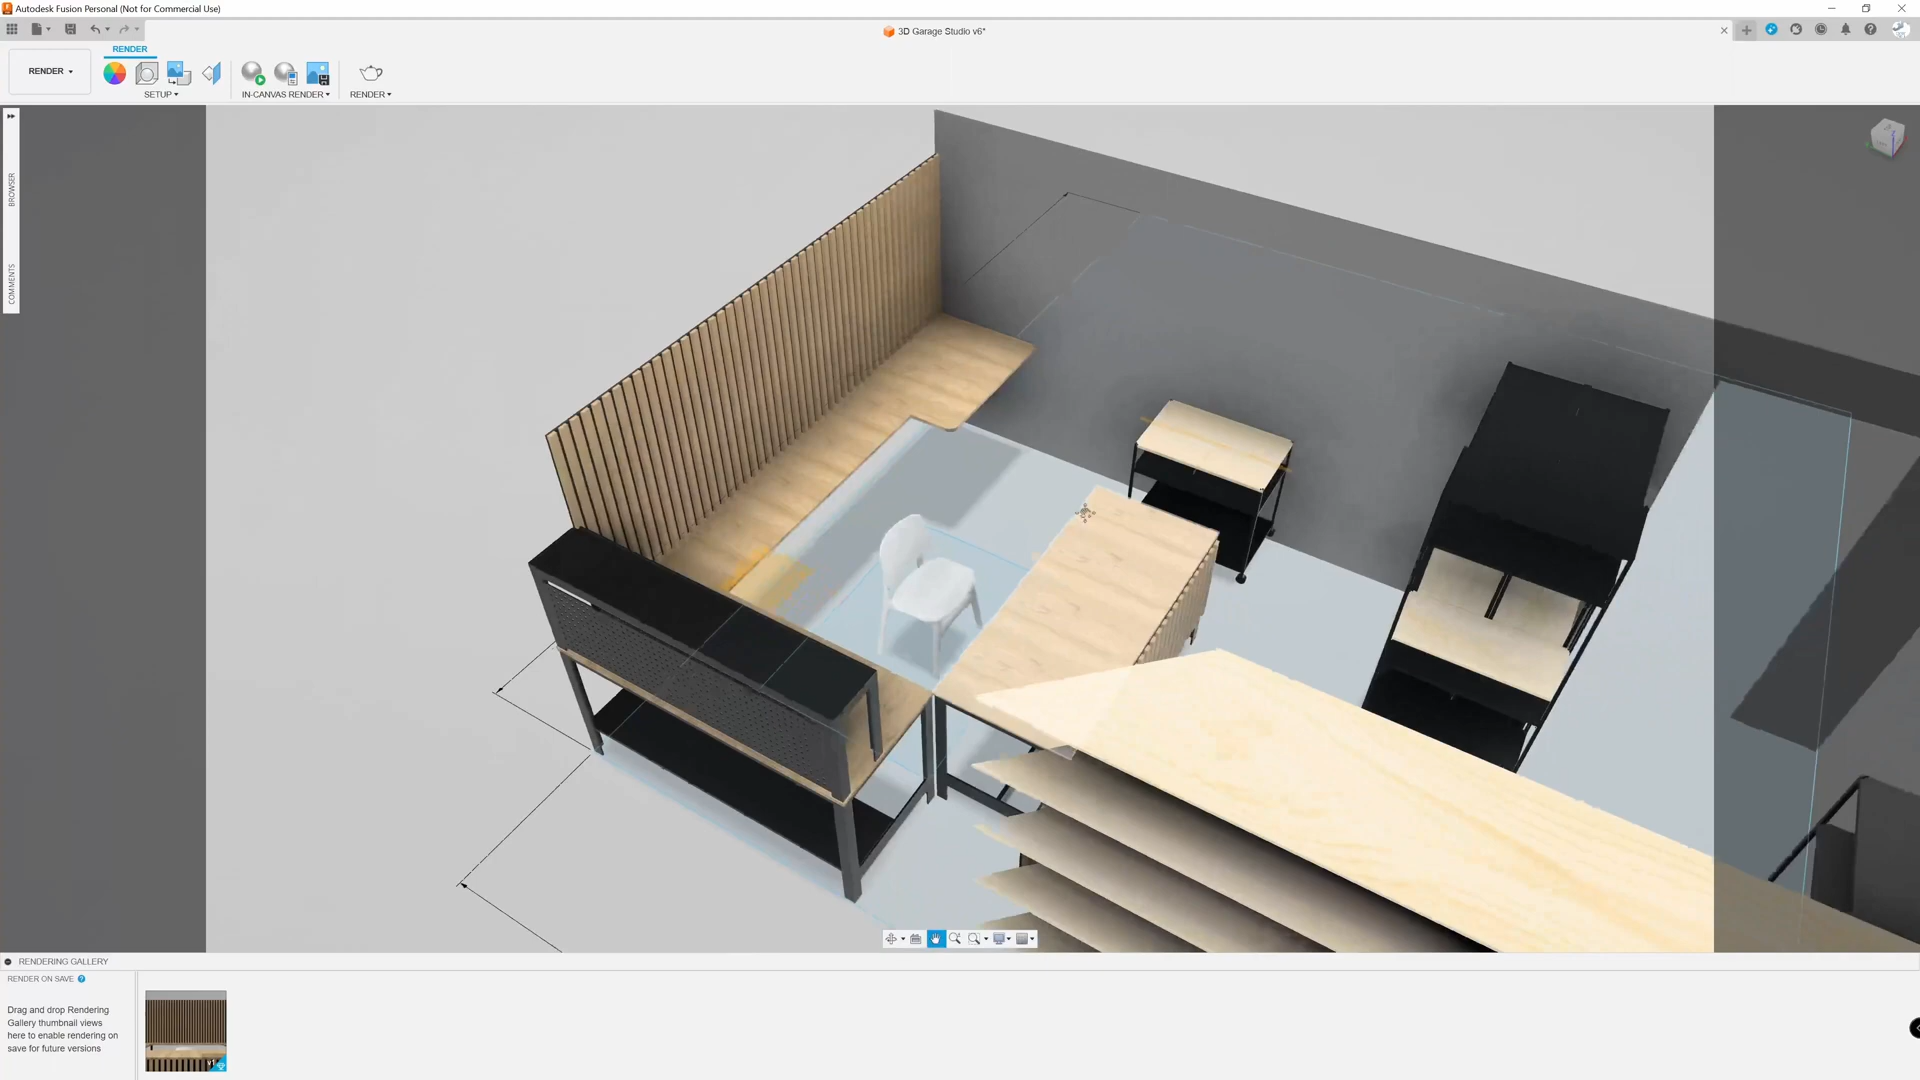 Autodesk Fusion Personal (Not for Commercial Use)
3D Garage Studio v6*
RENDER
RENDER
SETUP
IN-CANVAS RENDER
RENDER
BROWSER
COMMENTS
RENDERING GALLERY
RENDER ON SAVE
Drag and drop Rendering
Gallery thumbnail views
here to enable rendering on
save for future versions